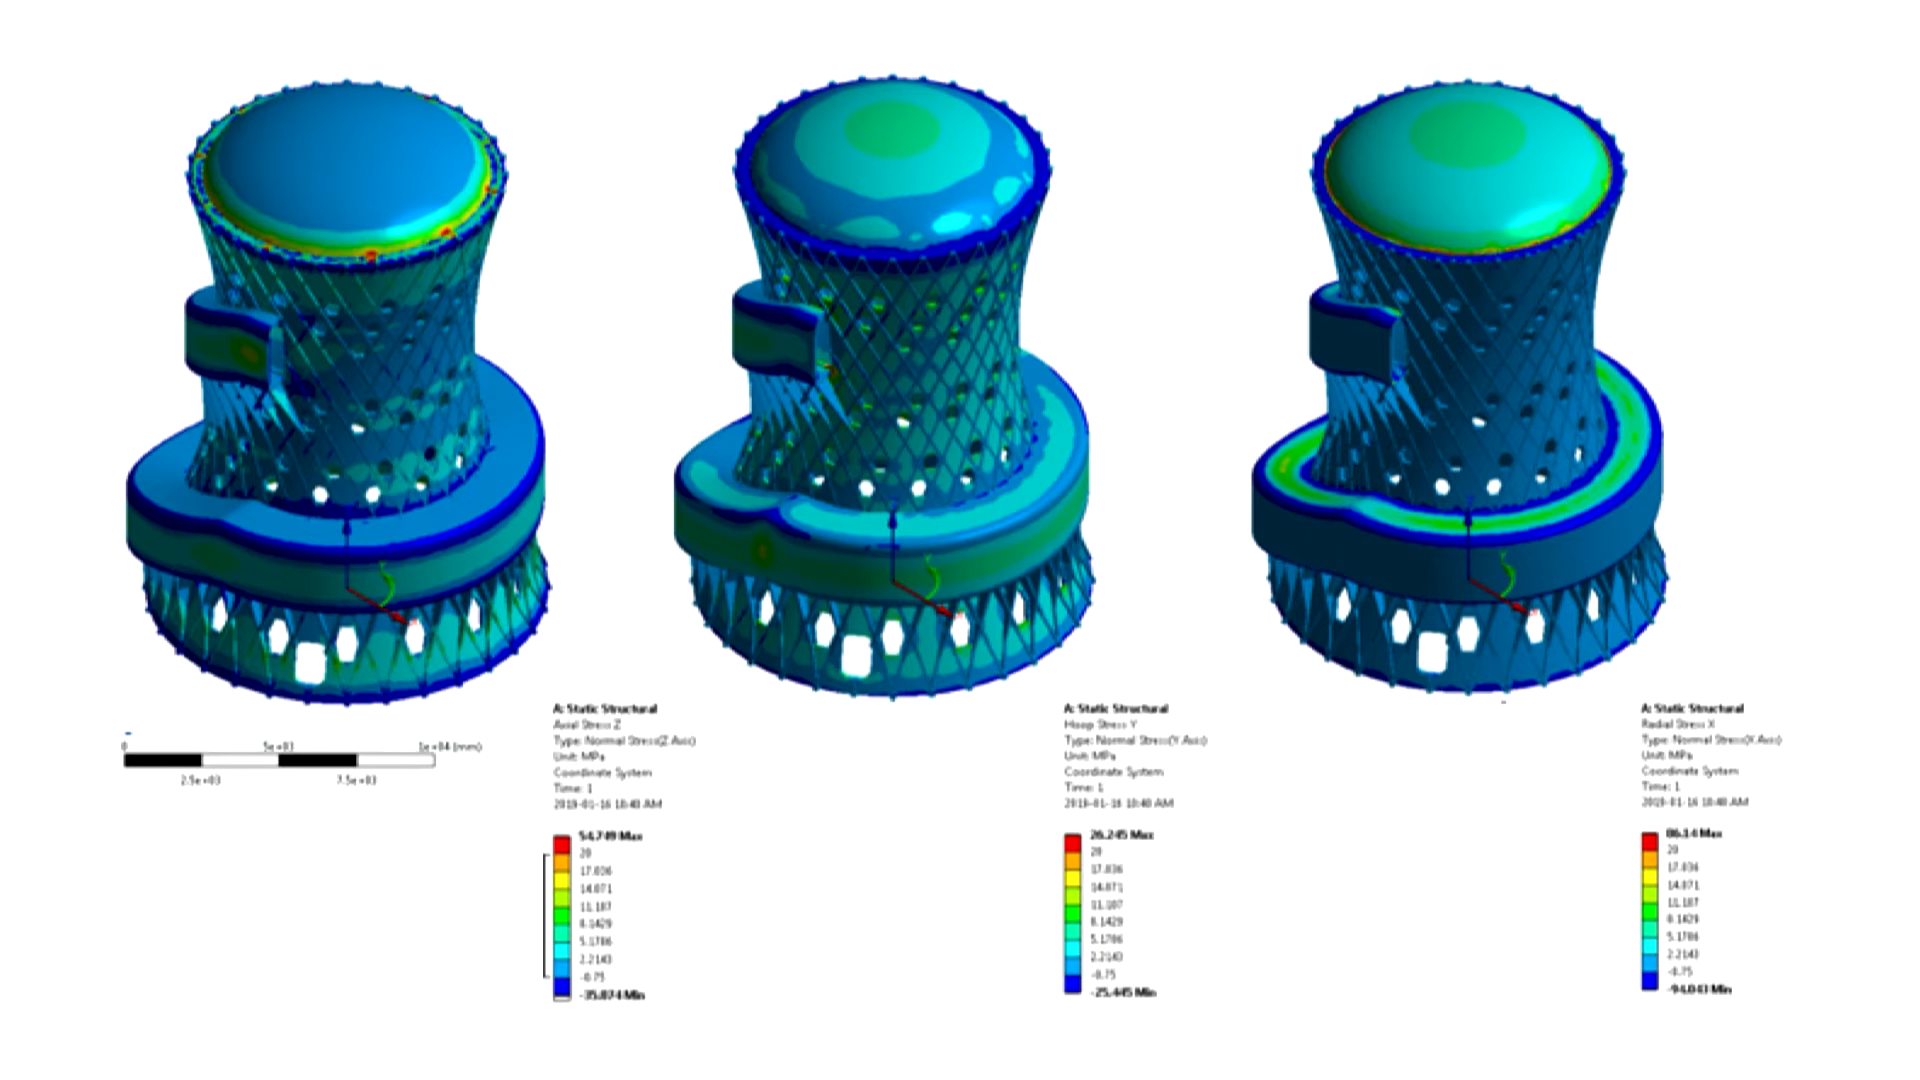 0
5e+03
1e+04 (mm)
2.5e+03
7.5e+03
A: Static Structural
Axial Stress Z
Type: Normal Stress(Z Axis)
Unit: MPa
Coordinate System
Time: 1
2019-01-16 10:40 AM
54.749 Max
20
17.036
14.071
11.107
8.1429
5.1786
2.2143
-0.75
-35.074 Min
A: Static Structural
Hoop Stress Y
Type: Normal Stress(Y Axis)
Unit: MPa
Coordinate System
Time: 1
2019-01-16 10:40 AM
26.245 Max
20
17.036
14.071
11.107
8.1429
5.1786
2.2143
-0.75
-25.445 Min
A: Static Structural
Radial Stress X
Type: Normal Stress(X Axis)
Unit: MPa
Coordinate System
Time: 1
2019-01-16 10:40 AM
86.14 Max
20
17.036
14.071
11.107
8.1429
5.1786
2.2143
-0.75